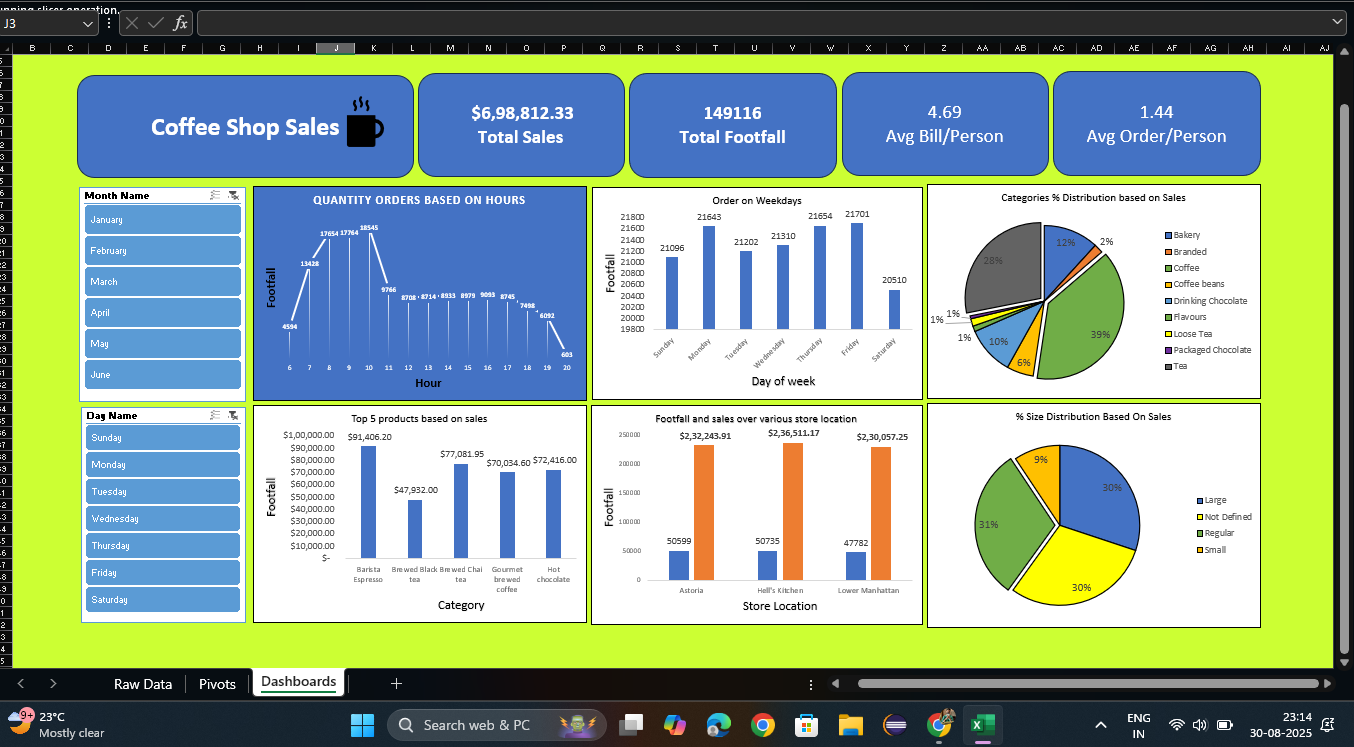 unning slicer operation.
J3
fx
B C D E F G H I J K L M N O P Q R S T U V W X Y Z AA AB AC AD AE AF AG AH AI AJ
Coffee Shop Sales
$6,98,812.33
Total Sales
149116
Total Footfall
4.69
Avg Bill/Person
1.44
Avg Order/Person
Month Name
January
February
March
April
May
June
QUANTITY ORDERS BASED ON HOURS
Footfall
4594 13428 17654 17764 18545 9766 8708 8714 8933 8979 9093 8745 7498 6092 603
6 7 8 9 10 11 12 13 14 15 16 17 18 19 20
Hour
Order on Weekdays
Footfall
21800
21600
21400
21200
21000
20800
20600
20400
20200
20000
19800
21096 21643 21202 21310 21654 21701 20510
Sunday Monday Tuesday Wednesday Thursday Friday Saturday
Day of week
Categories % Distribution based on Sales
12%
2%
39%
6%
10%
1%
1%
1%
28%
Bakery
Branded
Coffee
Coffee beans
Drinking Chocolate
Flavours
Loose Tea
Packaged Chocolate
Tea
Day Name
Sunday
Monday
Tuesday
Wednesday
Thursday
Friday
Saturday
Top 5 products based on sales
Footfall
$1,00,000.00
$90,000.00
$80,000.00
$70,000.00
$60,000.00
$50,000.00
$40,000.00
$30,000.00
$20,000.00
$10,000.00
$-
$91,406.20 $47,932.00 $77,081.95 $70,034.60 $72,416.00
Barista Espresso
Brewed Black tea
Brewed Chai tea
Gourmet brewed coffee
Hot chocolate
Category
Footfall and sales over various store location
Footfall
250000
200000
150000
100000
50000
0
50599 $2,32,243.91
50735 $2,36,511.17
47782 $2,30,057.25
Astoria Hell's Kitchen Lower Manhattan
Store Location
% Size Distribution Based On Sales
9%
30%
31%
30%
Large
Not Defined
Regular
Small
Raw Data Pivots Dashboards
9+
23°C
Mostly clear
Search web & PC
ENG
IN
23:14
30-08-2025